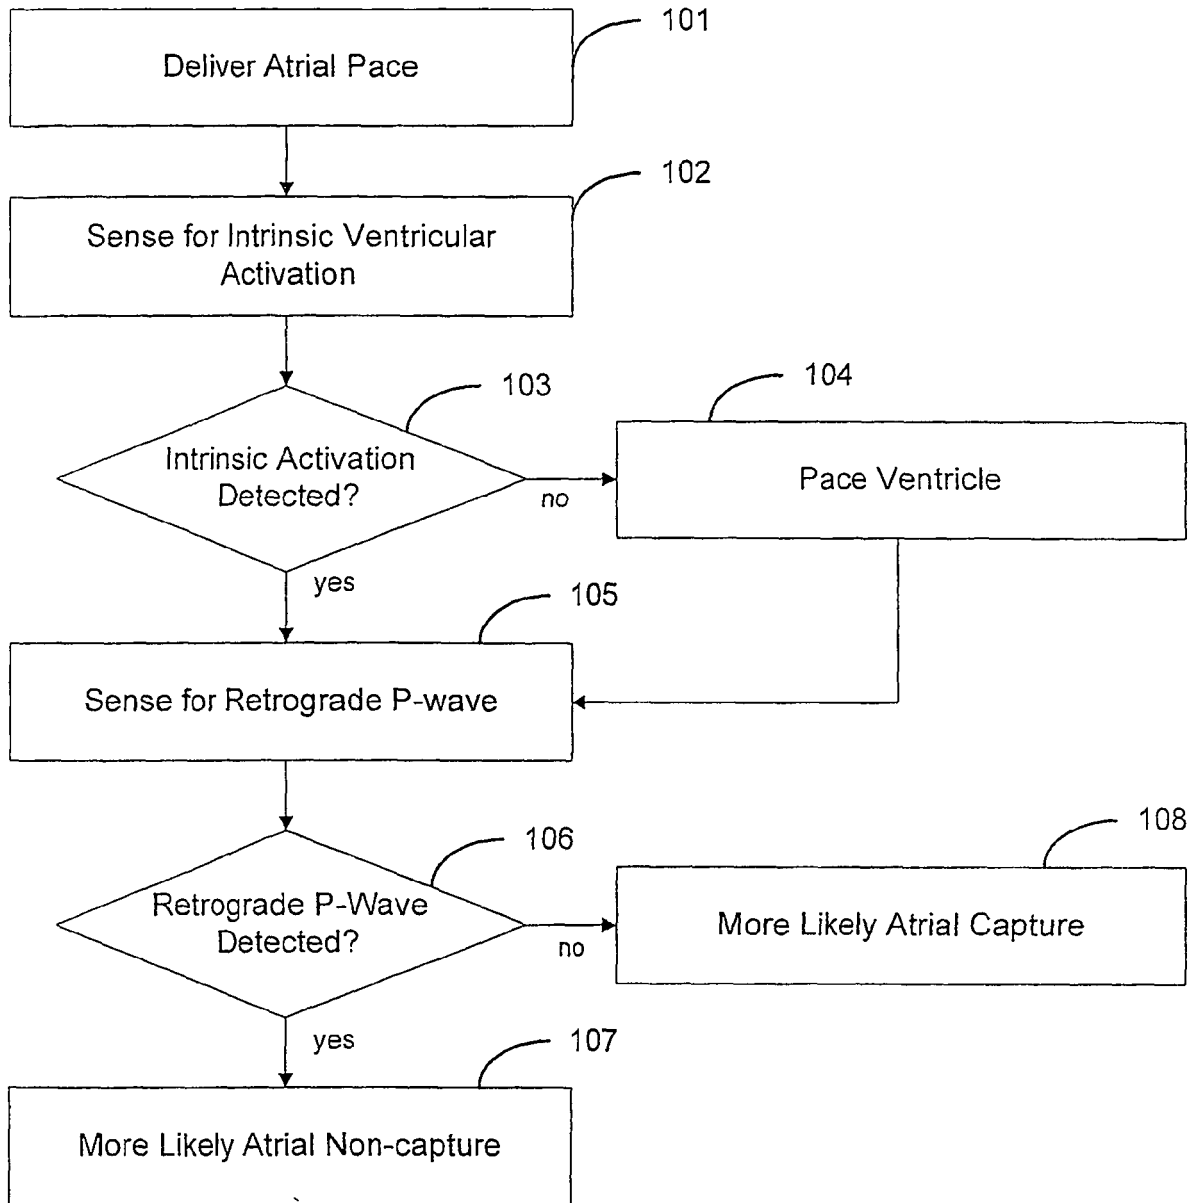 101
Deliver Atrial Pace
102
Sense for Intrinsic Ventricular
Activation
103
Intrinsic Activation
Detected?
no
104
Pace Ventricle
yes
105
Sense for Retrograde P-wave
106
Retrograde P-Wave
Detected?
no
108
More Likely Atrial Capture
yes
107
More Likely Atrial Non-capture